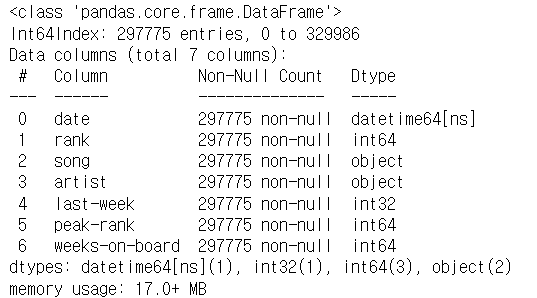 <class 'pandas.core.frame.DataFrame'>
Int64Index: 297775 entries, 0 to 329986
Data columns (total 7 columns):
 #   Column          Non-Null Count   Dtype
---  ------          --------------   -----
 0   date            297775 non-null  datetime64[ns]
 1   rank            297775 non-null  int64
 2   song            297775 non-null  object
 3   artist          297775 non-null  object
 4   last-week       297775 non-null  int32
 5   peak-rank       297775 non-null  int64
 6   weeks-on-board  297775 non-null  int64
dtypes: datetime64[ns](1), int32(1), int64(3), object(2)
memory usage: 17.0+ MB